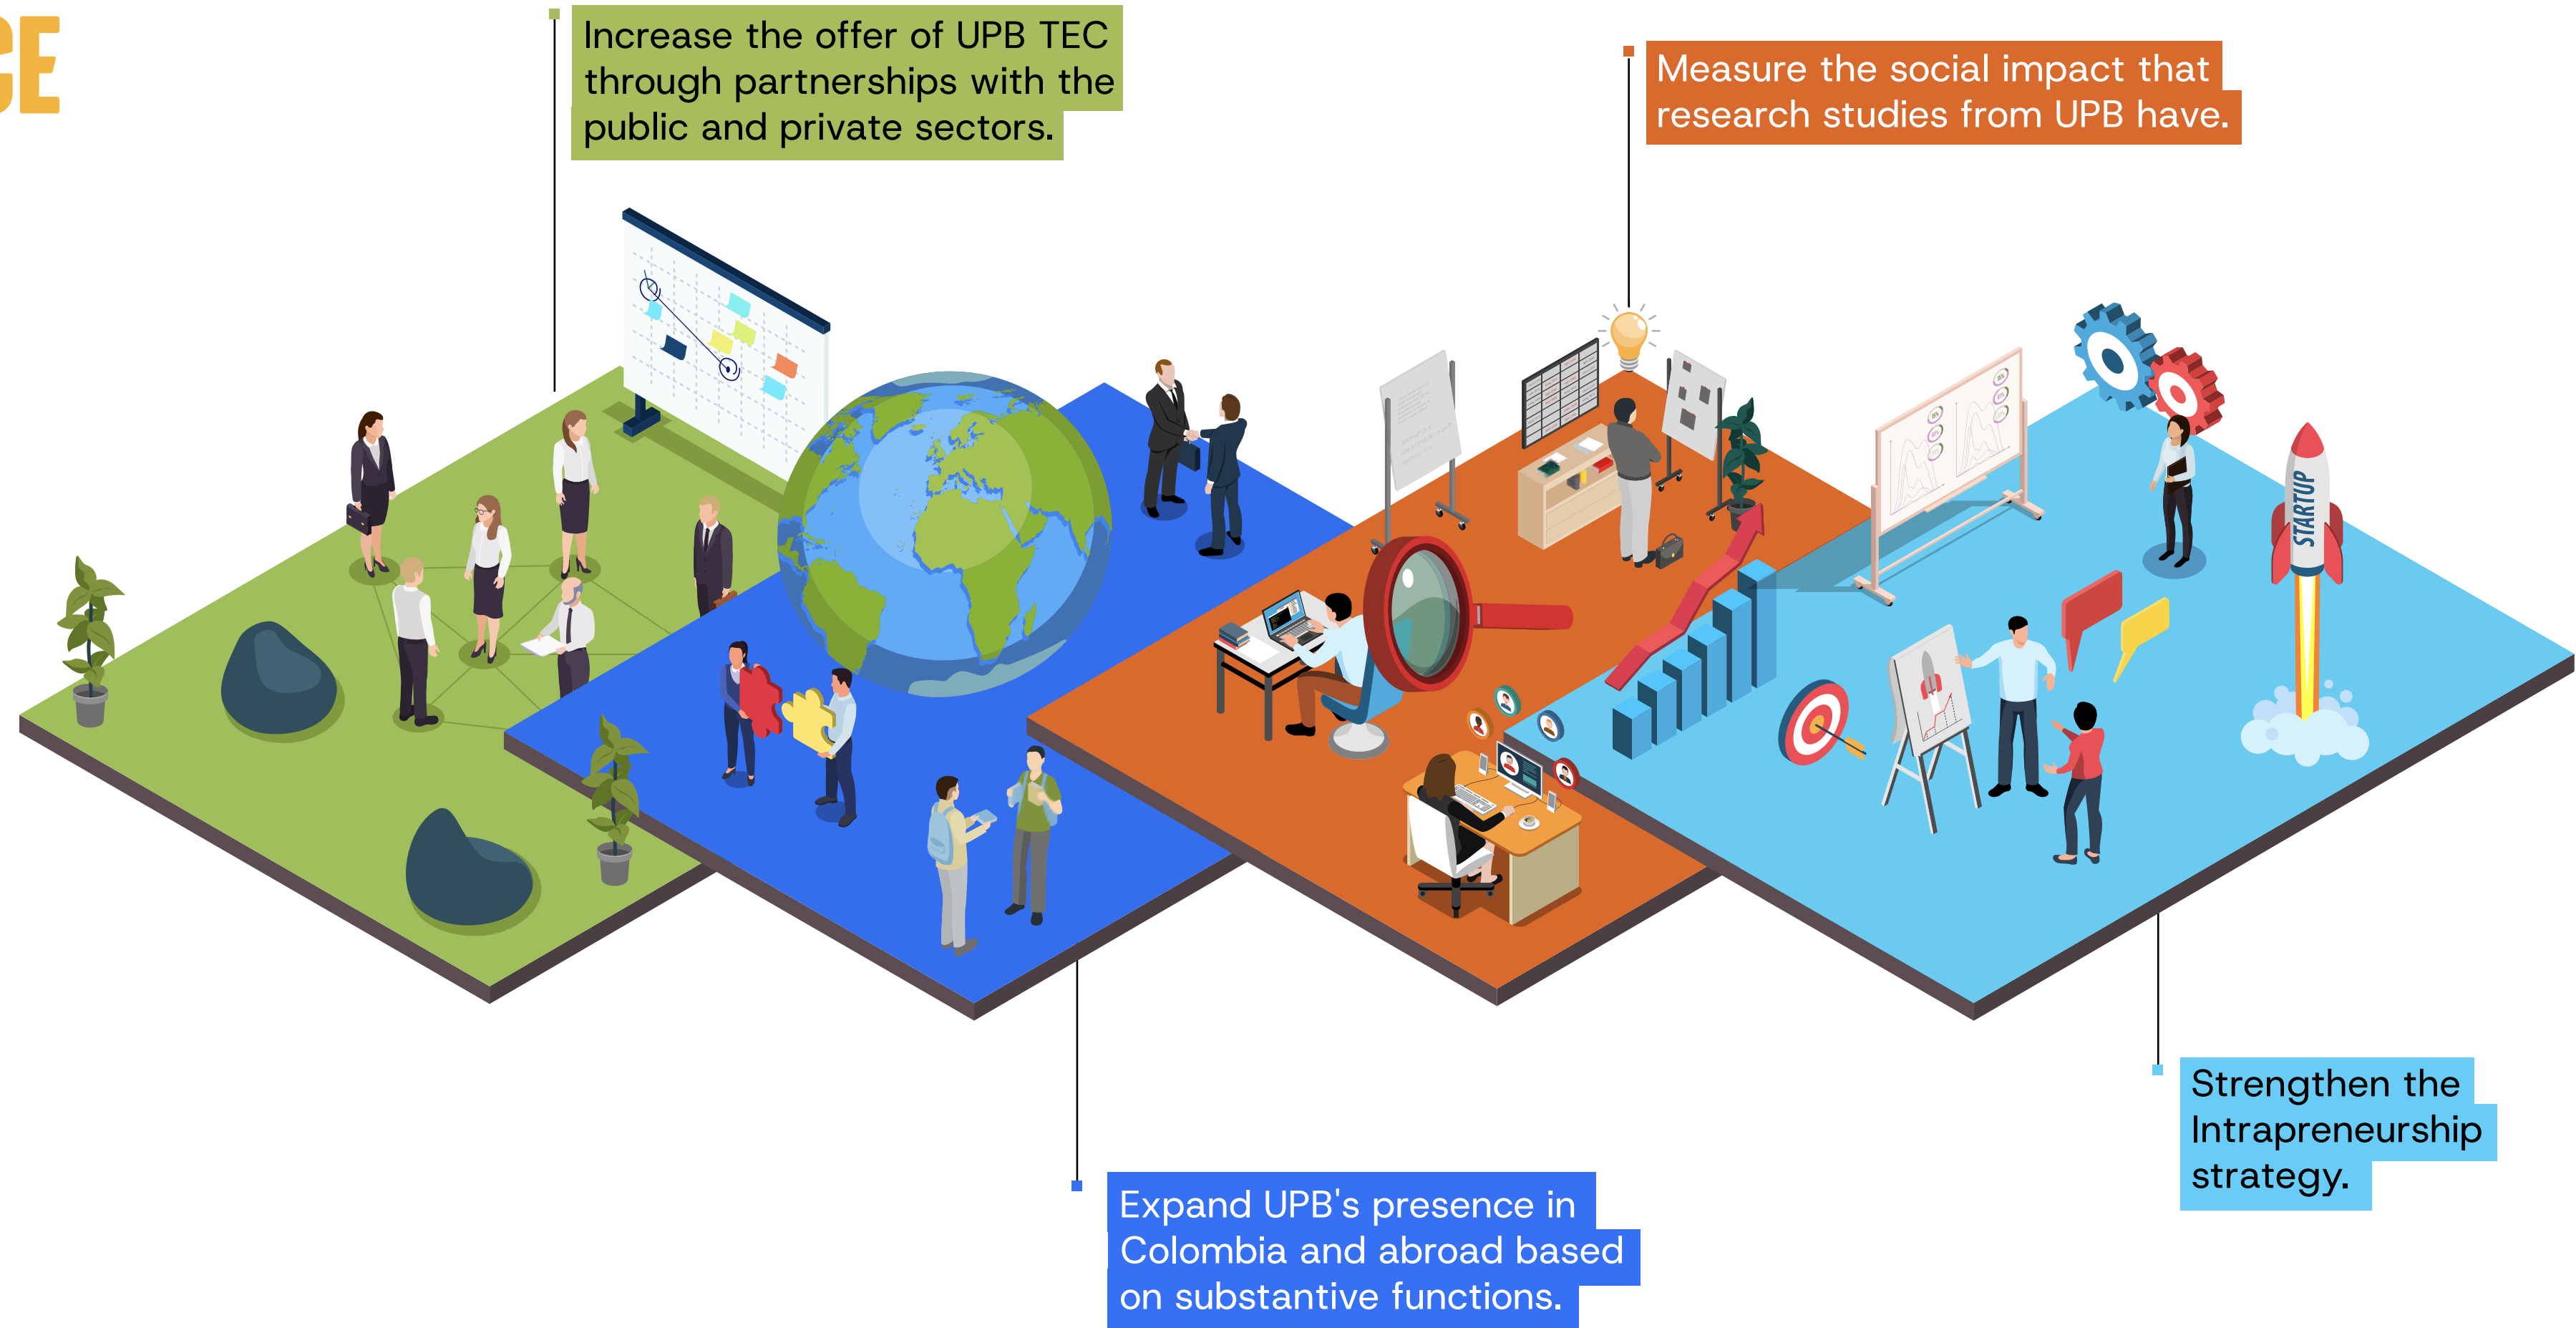 CE
Increase the offer of UPB TEC
through partnerships with the
public and private sectors.
Measure the social impact that
research studies from UPB have.
STARTUP
Strengthen the
Intrapreneurship
strategy.
Expand UPB's presence in
Colombia and abroad based
on substantive functions.